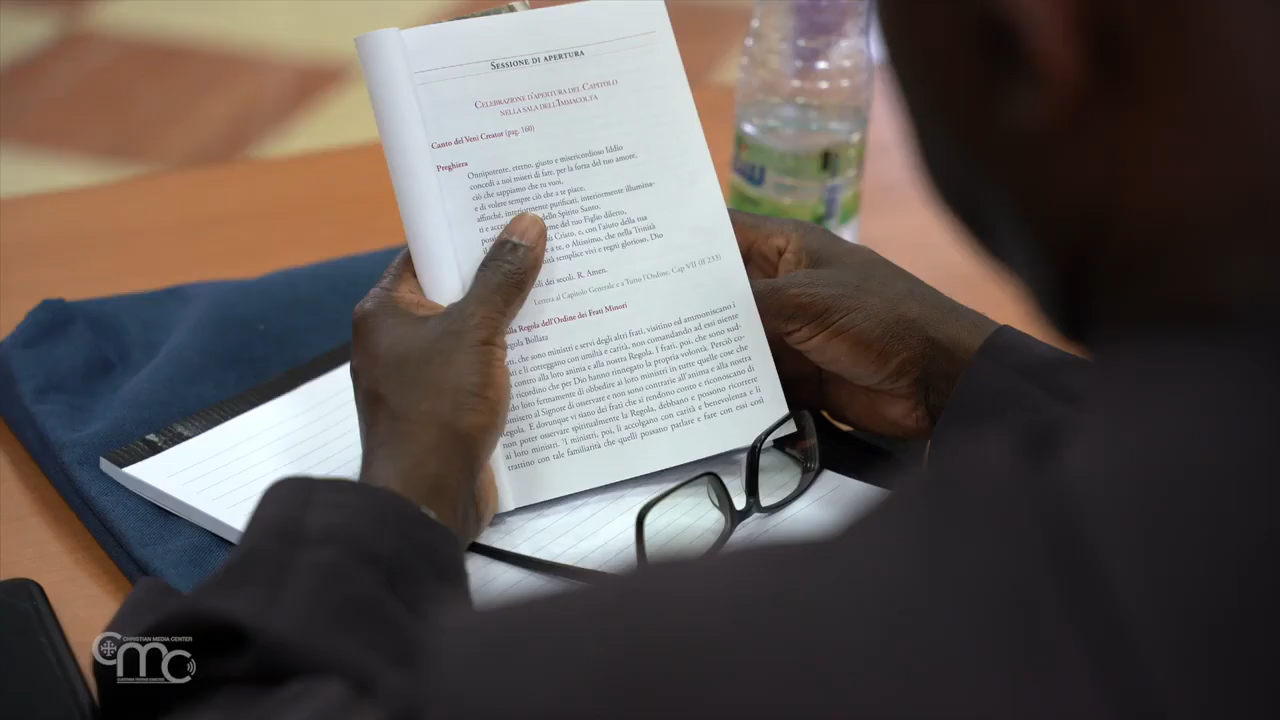 SESSIONE DI APERTURA
CELEBRAZIONE D'APERTURA DEL CAPITOLO
NELLA SALA DELL'IMMACOLTA
Canto del Veni Creator (pag. 160)
Preghiera
Onnipotente, eterno, giusto e misericordioso Iddio
concedi a noi miseri di fare, per la forza del tuo amore,
ciò che sappiamo che tu vuoi,
e di volere sempre ciò che a te piace,
affinché, interiormente purificati, interiormente illumina-
ti e dello Spirito Santo,
orme del tuo Figlio diletto,
Cristo, e, con l'aiuto della tua
a te, o Altissimo, che nella Trinità
semplice vivi e regni glorioso, Dio
dei secoli. R. Amen.
Lettera al Capitolo Generale e a Tutto l'Ordine. Cap VII (ff 233)
Regola dell'Ordine dei Frati Minori
Regola Bollata
che sono ministri e servi degli altri frati, visitino ed ammoniscano i
e li correggano con umiltà e carità, non comandando ad essi niente
contro alla loro anima e alla nostra Regola. I frati, poi, che sono sud-
ricordino che per Dio hanno rinnegato la propria volontà. Perciò co-
loro fermamente di obbedire ai loro ministri in tutte quelle cose che
al Signore di osservare e non sono contrarie all'anima e alla nostra
Regola. E dovunque vi siano dei frati che si rendono conto e riconoscano di
non poter osservare spiritualmente la Regola, debbano e possono ricorrere
ai loro ministri. I ministri, poi, li accolgano con carità e benevolenza e li
trattino con tale familiarità che quelli possano parlare e fare con essi così
CHRISTIAN MEDIA CENTER
CMC